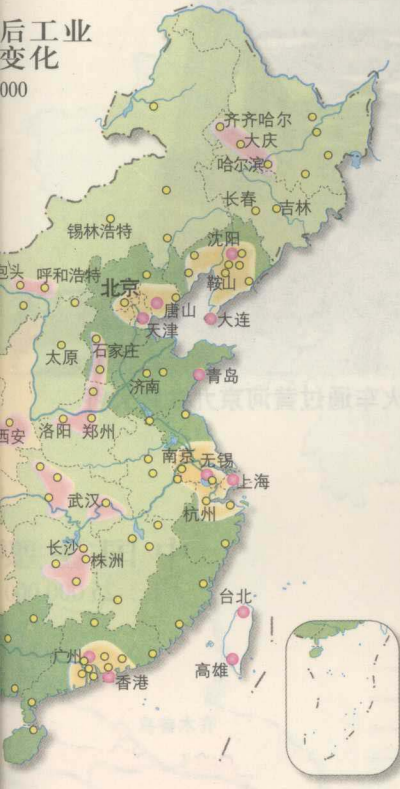 后工业
变化
000
齐齐哈尔
大庆
哈尔滨
长春
吉林
锡林浩特
沈阳
包头
呼和浩特
北京
鞍山
唐山
天津
大连
太原
石家庄
济南
青岛
西安
洛阳
郑州
南京
无锡
上海
武汉
杭州
长沙
株洲
台北
广州
香港
高雄